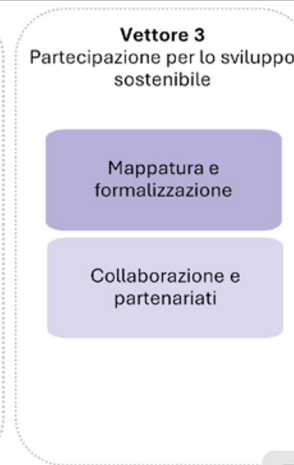 Vettore 3
Partecipazione per lo sviluppo
sostenibile
Mappatura e
formalizzazione
Collaborazione e
partenariati